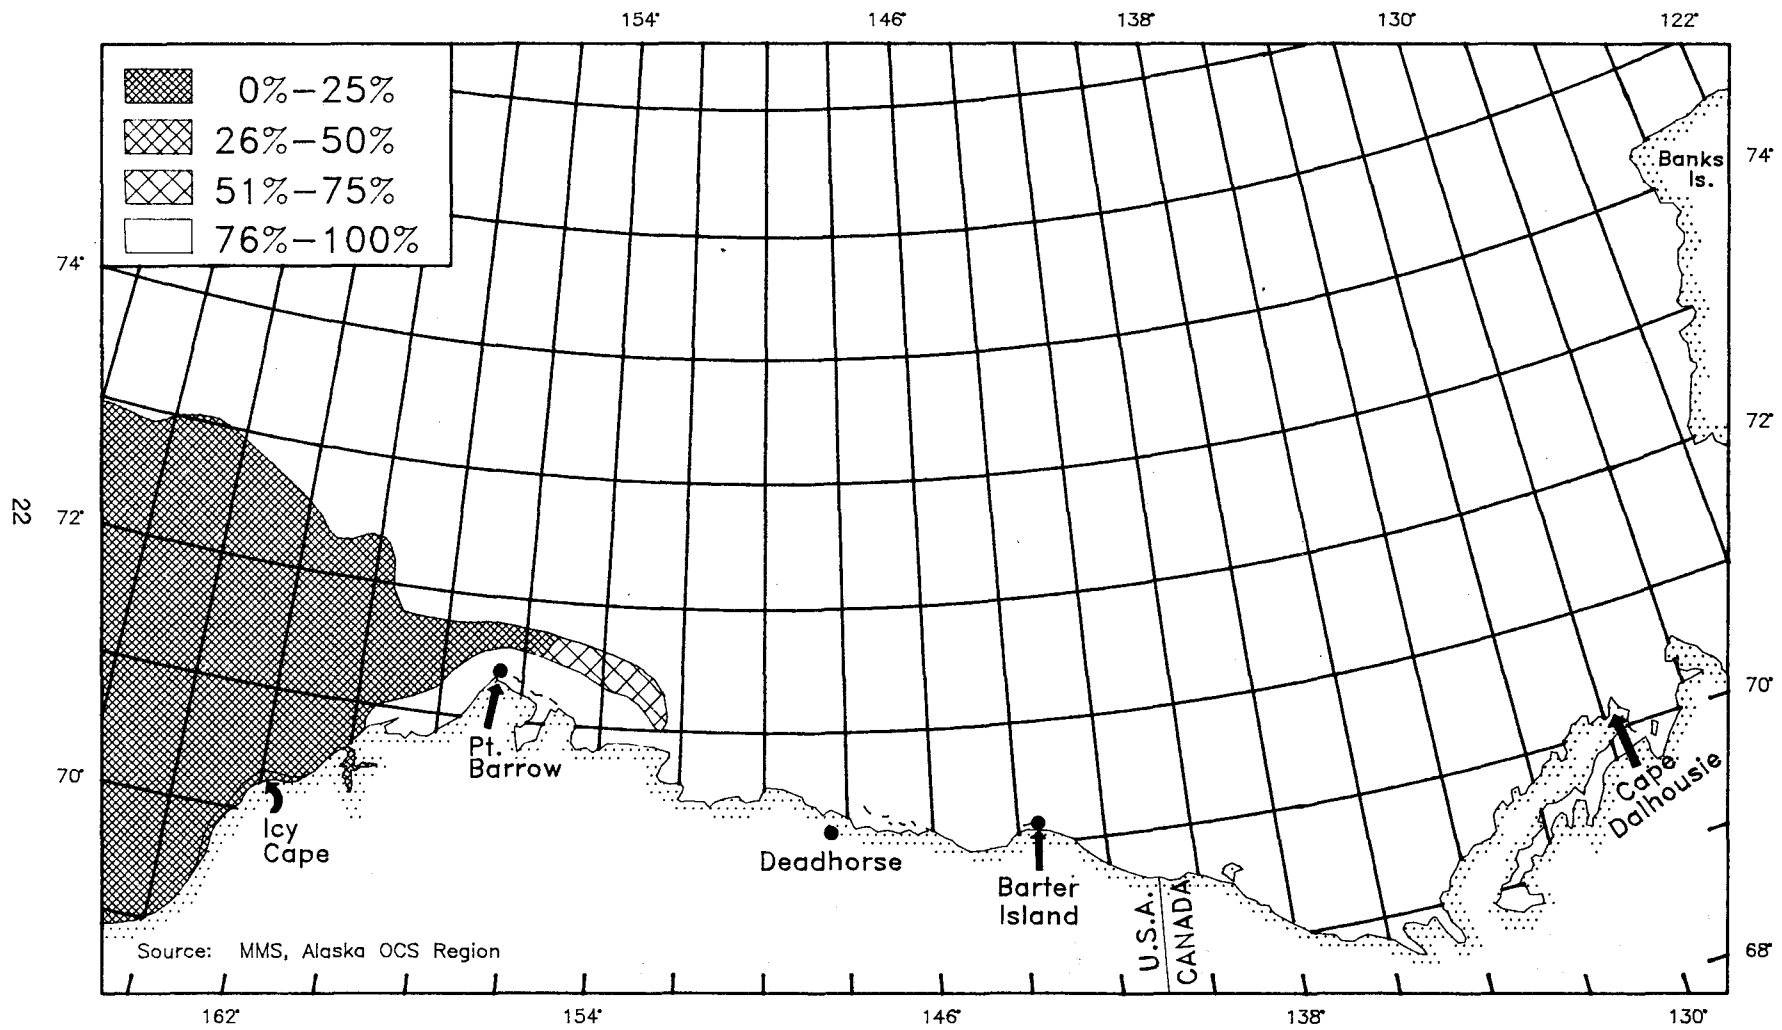 154° 146° 138° 130° 122°
0%-25%
26%-50%
51%-75%
76%-100%
Banks
Is.
74°
74°
72°
72°
22
70°
70°
Pt.
Barrow
Icy
Cape
Deadhorse
Barter
Island
U.S.A.
CANADA
Cape
Dalhousie
68°
Source: MMS, Alaska OCS Region
162° 154° 146° 138° 130°